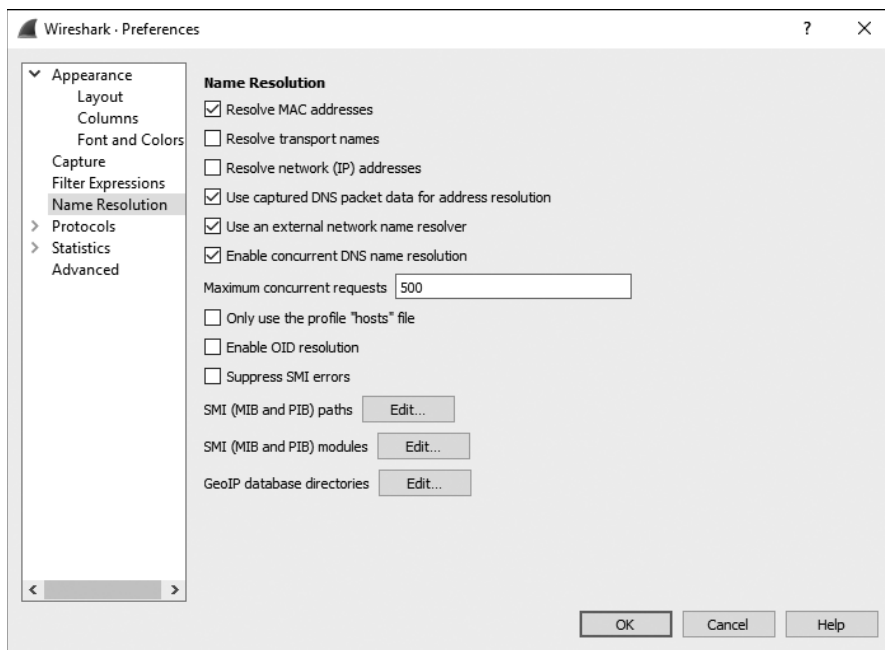 Wireshark · Preferences
?
Appearance
Layout
Columns
Font and Colors
Capture
Filter Expressions
Name Resolution
Protocols
Statistics
Advanced
Name Resolution
Resolve MAC addresses
Resolve transport names
Resolve network (IP) addresses
Use captured DNS packet data for address resolution
Use an external network name resolver
Enable concurrent DNS name resolution
Maximum concurrent requests 500
Only use the profile "hosts" file
Enable OID resolution
Suppress SMI errors
SMI (MIB and PIB) paths Edit...
SMI (MIB and PIB) modules Edit...
GeoIP database directories Edit...
OK Cancel Help